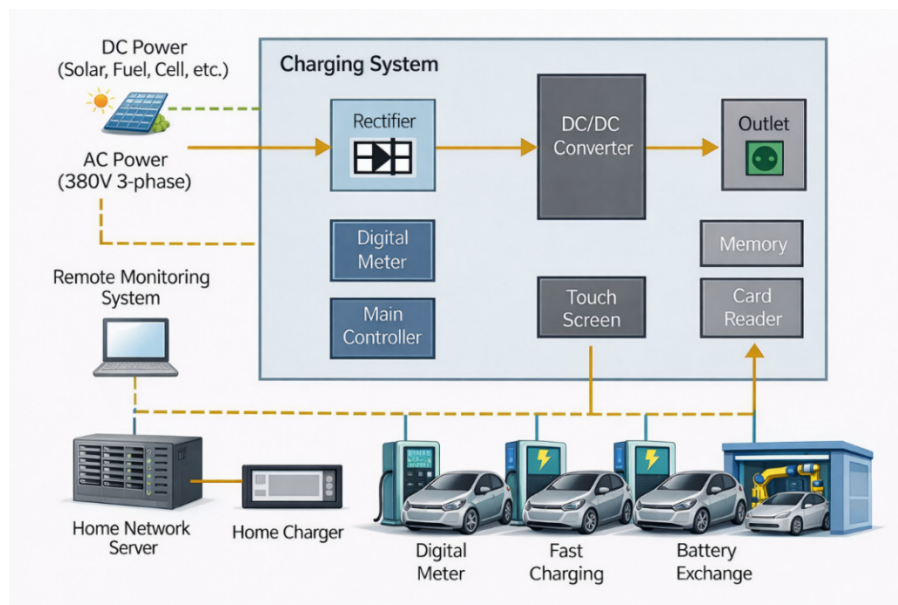 DC Power
(Solar, Fuel, Cell, etc.)
Charging System
Rectifier
DC/DC
Converter
Outlet
AC Power
(380V 3-phase)
Digital
Meter
Memory
Remote Monitoring
System
Main
Controller
Touch
Screen
Card
Reader
Home Network
Server
Home Charger
Digital
Meter
Fast
Charging
Battery
Exchange